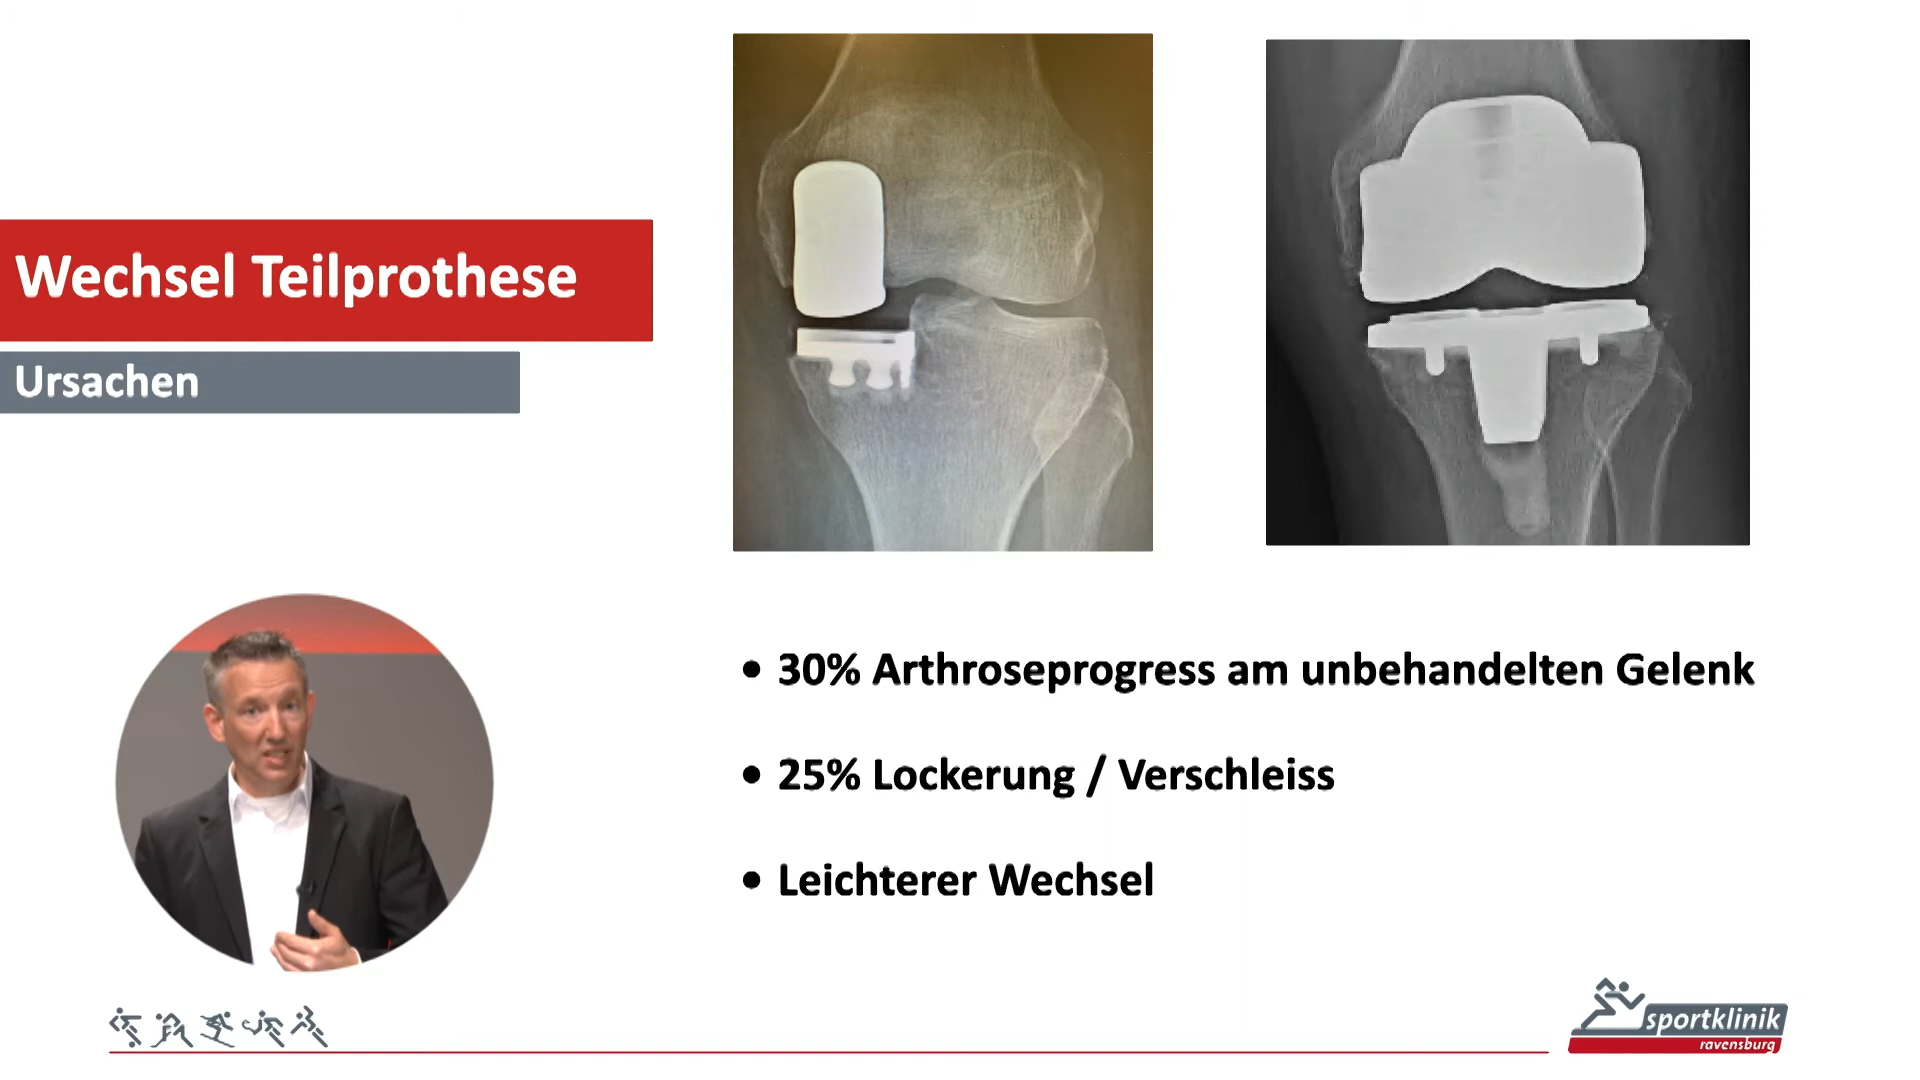 Wechsel Teilprothese
Ursachen
• 30% Arthroseprogress am unbehandelten Gelenk
• 25% Lockerung / Verschleiss
• Leichterer Wechsel
sportklinik
ravensburg